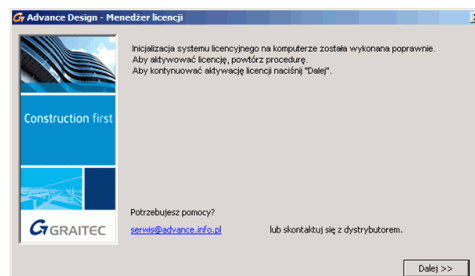 Advance Design - Menedżer licencji
Inicjalizacja systemu licencyjnego na komputerze została wykonana poprawnie.
Aby aktywować licencję, powtórz procedurę.
Aby kontynuować aktywację licencji naciśnij "Dalej".
Construction first
GRAITEC
Potrzebujesz pomocy?
serwis@advance.info.pl lub skontaktuj się z dystrybutorem.
Dalej >>